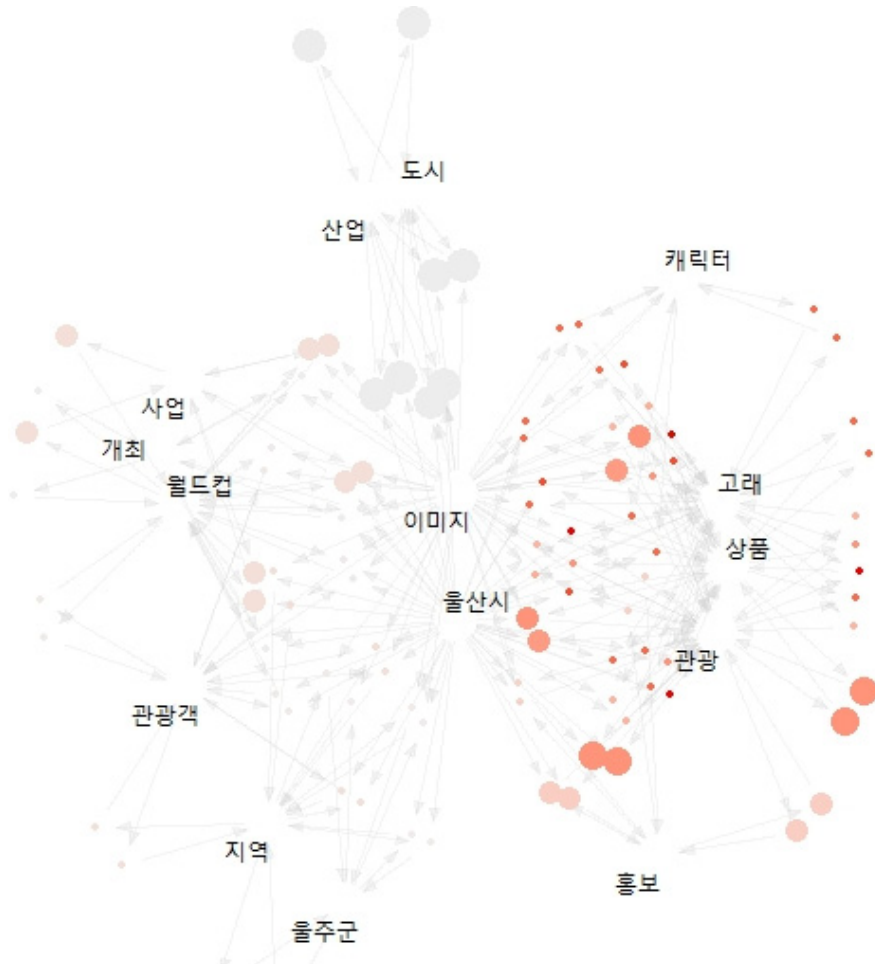 도시
산업
캐릭터
사업
개최
월드컵
고래
이미지
상품
울산시
관광
관광객
지역
홍보
울주군